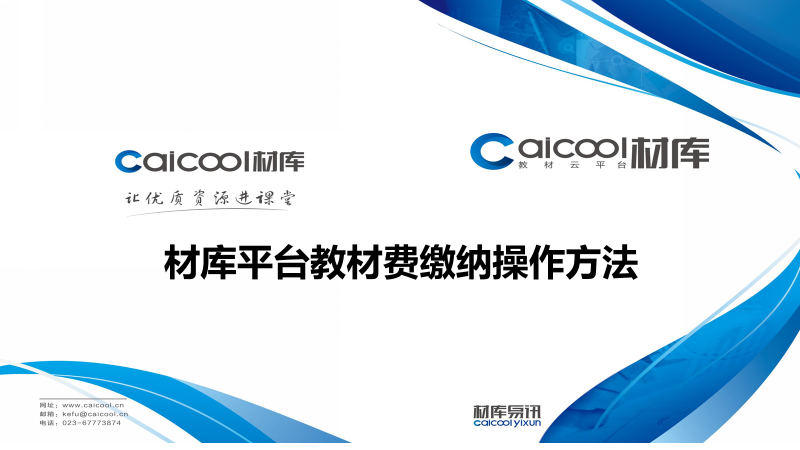 Caicool材库
让优质资源进课堂
Caicool材库
教材云平台
材库平台教材费缴纳操作方法
网址：www.caicool.cn
邮箱：kefu@caicool.cn
电话：023-67773874
材库易讯
caicoolyixun